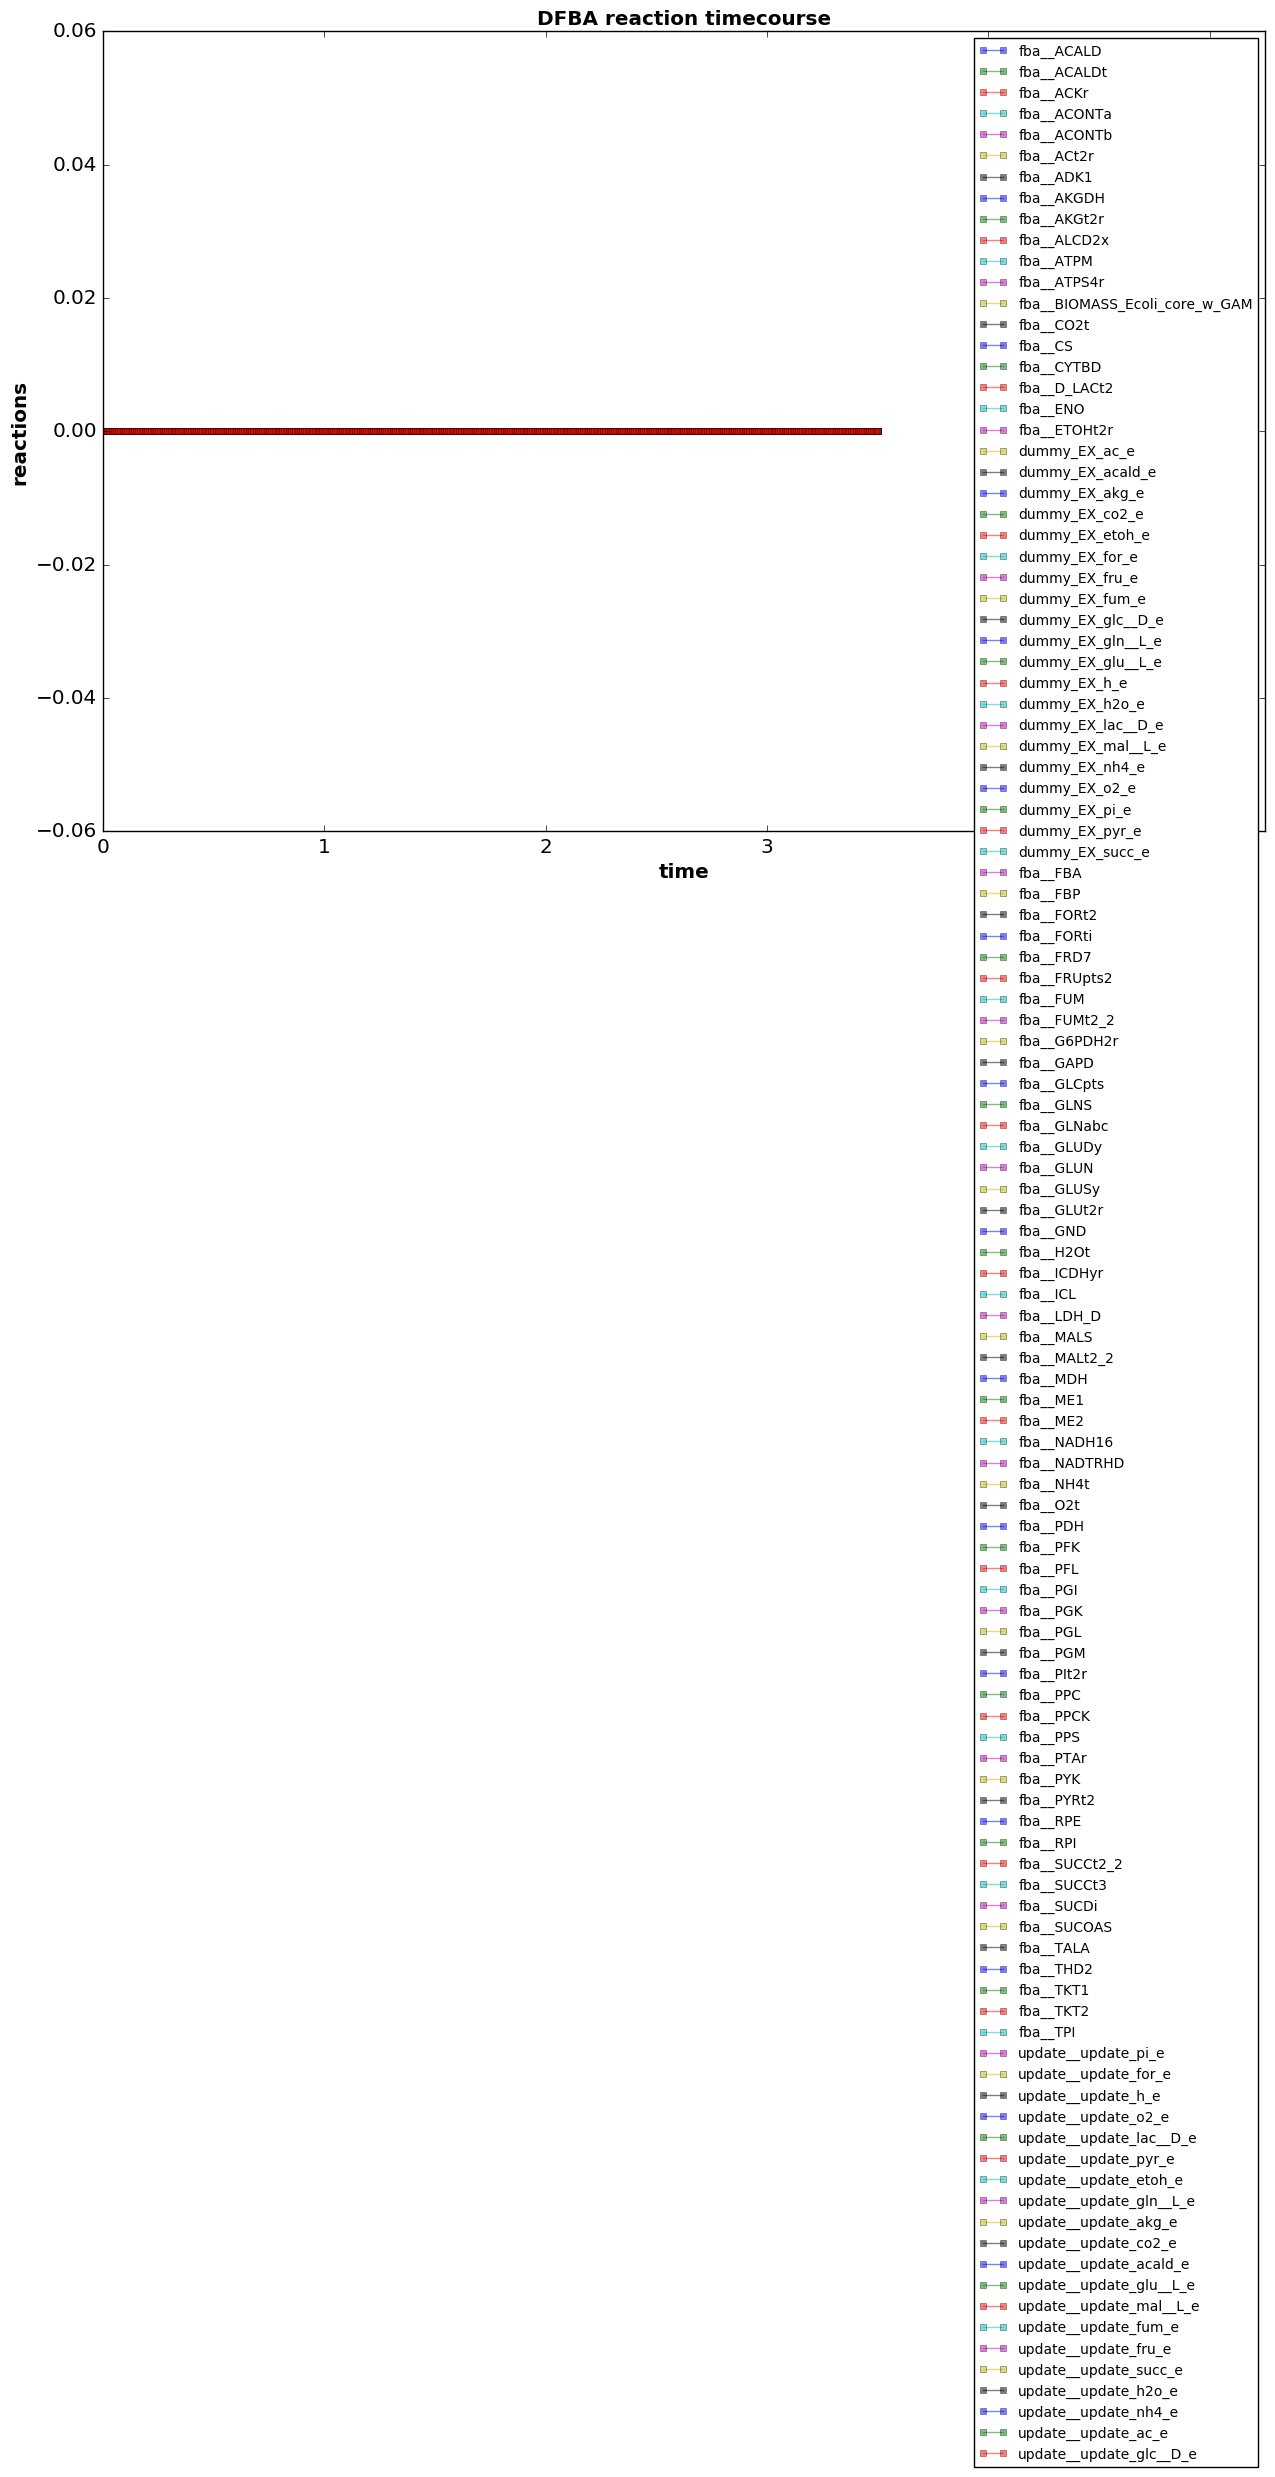 DFBA reaction timecourse
0.06
0.04
0.02
0.00
−0.02
−0.04
−0.06
reactions
0
1
2
3
time
fba__ACALD
fba__ACALDt
fba__ACKr
fba__ACONTa
fba__ACONTb
fba__ACt2r
fba__ADK1
fba__AKGDH
fba__AKGt2r
fba__ALCD2x
fba__ATPM
fba__ATPS4r
fba__BIOMASS_Ecoli_core_w_GAM
fba__CO2t
fba__CS
fba__CYTBD
fba__D_LACt2
fba__ENO
fba__ETOHt2r
dummy_EX_ac_e
dummy_EX_acald_e
dummy_EX_akg_e
dummy_EX_co2_e
dummy_EX_etoh_e
dummy_EX_for_e
dummy_EX_fru_e
dummy_EX_fum_e
dummy_EX_glc__D_e
dummy_EX_gln__L_e
dummy_EX_glu__L_e
dummy_EX_h_e
dummy_EX_h2o_e
dummy_EX_lac__D_e
dummy_EX_mal__L_e
dummy_EX_nh4_e
dummy_EX_o2_e
dummy_EX_pi_e
dummy_EX_pyr_e
dummy_EX_succ_e
fba__FBA
fba__FBP
fba__FORt2
fba__FORti
fba__FRD7
fba__FRUpts2
fba__FUM
fba__FUMt2_2
fba__G6PDH2r
fba__GAPD
fba__GLCpts
fba__GLNS
fba__GLNabc
fba__GLUDy
fba__GLUN
fba__GLUSy
fba__GLUt2r
fba__GND
fba__H2Ot
fba__ICDHyr
fba__ICL
fba__LDH_D
fba__MALS
fba__MALt2_2
fba__MDH
fba__ME1
fba__ME2
fba__NADH16
fba__NADTRHD
fba__NH4t
fba__O2t
fba__PDH
fba__PFK
fba__PFL
fba__PGI
fba__PGK
fba__PGL
fba__PGM
fba__PIt2r
fba__PPC
fba__PPCK
fba__PPS
fba__PTAr
fba__PYK
fba__PYRt2
fba__RPE
fba__RPI
fba__SUCCt2_2
fba__SUCCt3
fba__SUCDi
fba__SUCOAS
fba__TALA
fba__THD2
fba__TKT1
fba__TKT2
fba__TPI
update__update_pi_e
update__update_for_e
update__update_h_e
update__update_o2_e
update__update_lac__D_e
update__update_pyr_e
update__update_etoh_e
update__update_gln__L_e
update__update_akg_e
update__update_co2_e
update__update_acald_e
update__update_glu__L_e
update__update_mal__L_e
update__update_fum_e
update__update_fru_e
update__update_succ_e
update__update_h2o_e
update__update_nh4_e
update__update_ac_e
update__update_glc__D_e